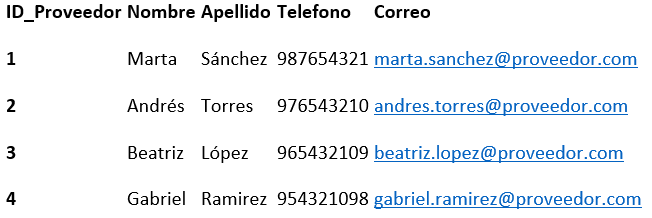 ID_Proveedor Nombre Apellido Telefono Correo
1 Marta Sánchez 987654321 marta.sanchez@proveedor.com
2 Andrés Torres 976543210 andres.torres@proveedor.com
3 Beatriz López 965432109 beatriz.lopez@proveedor.com
4 Gabriel Ramirez 954321098 gabriel.ramirez@proveedor.com